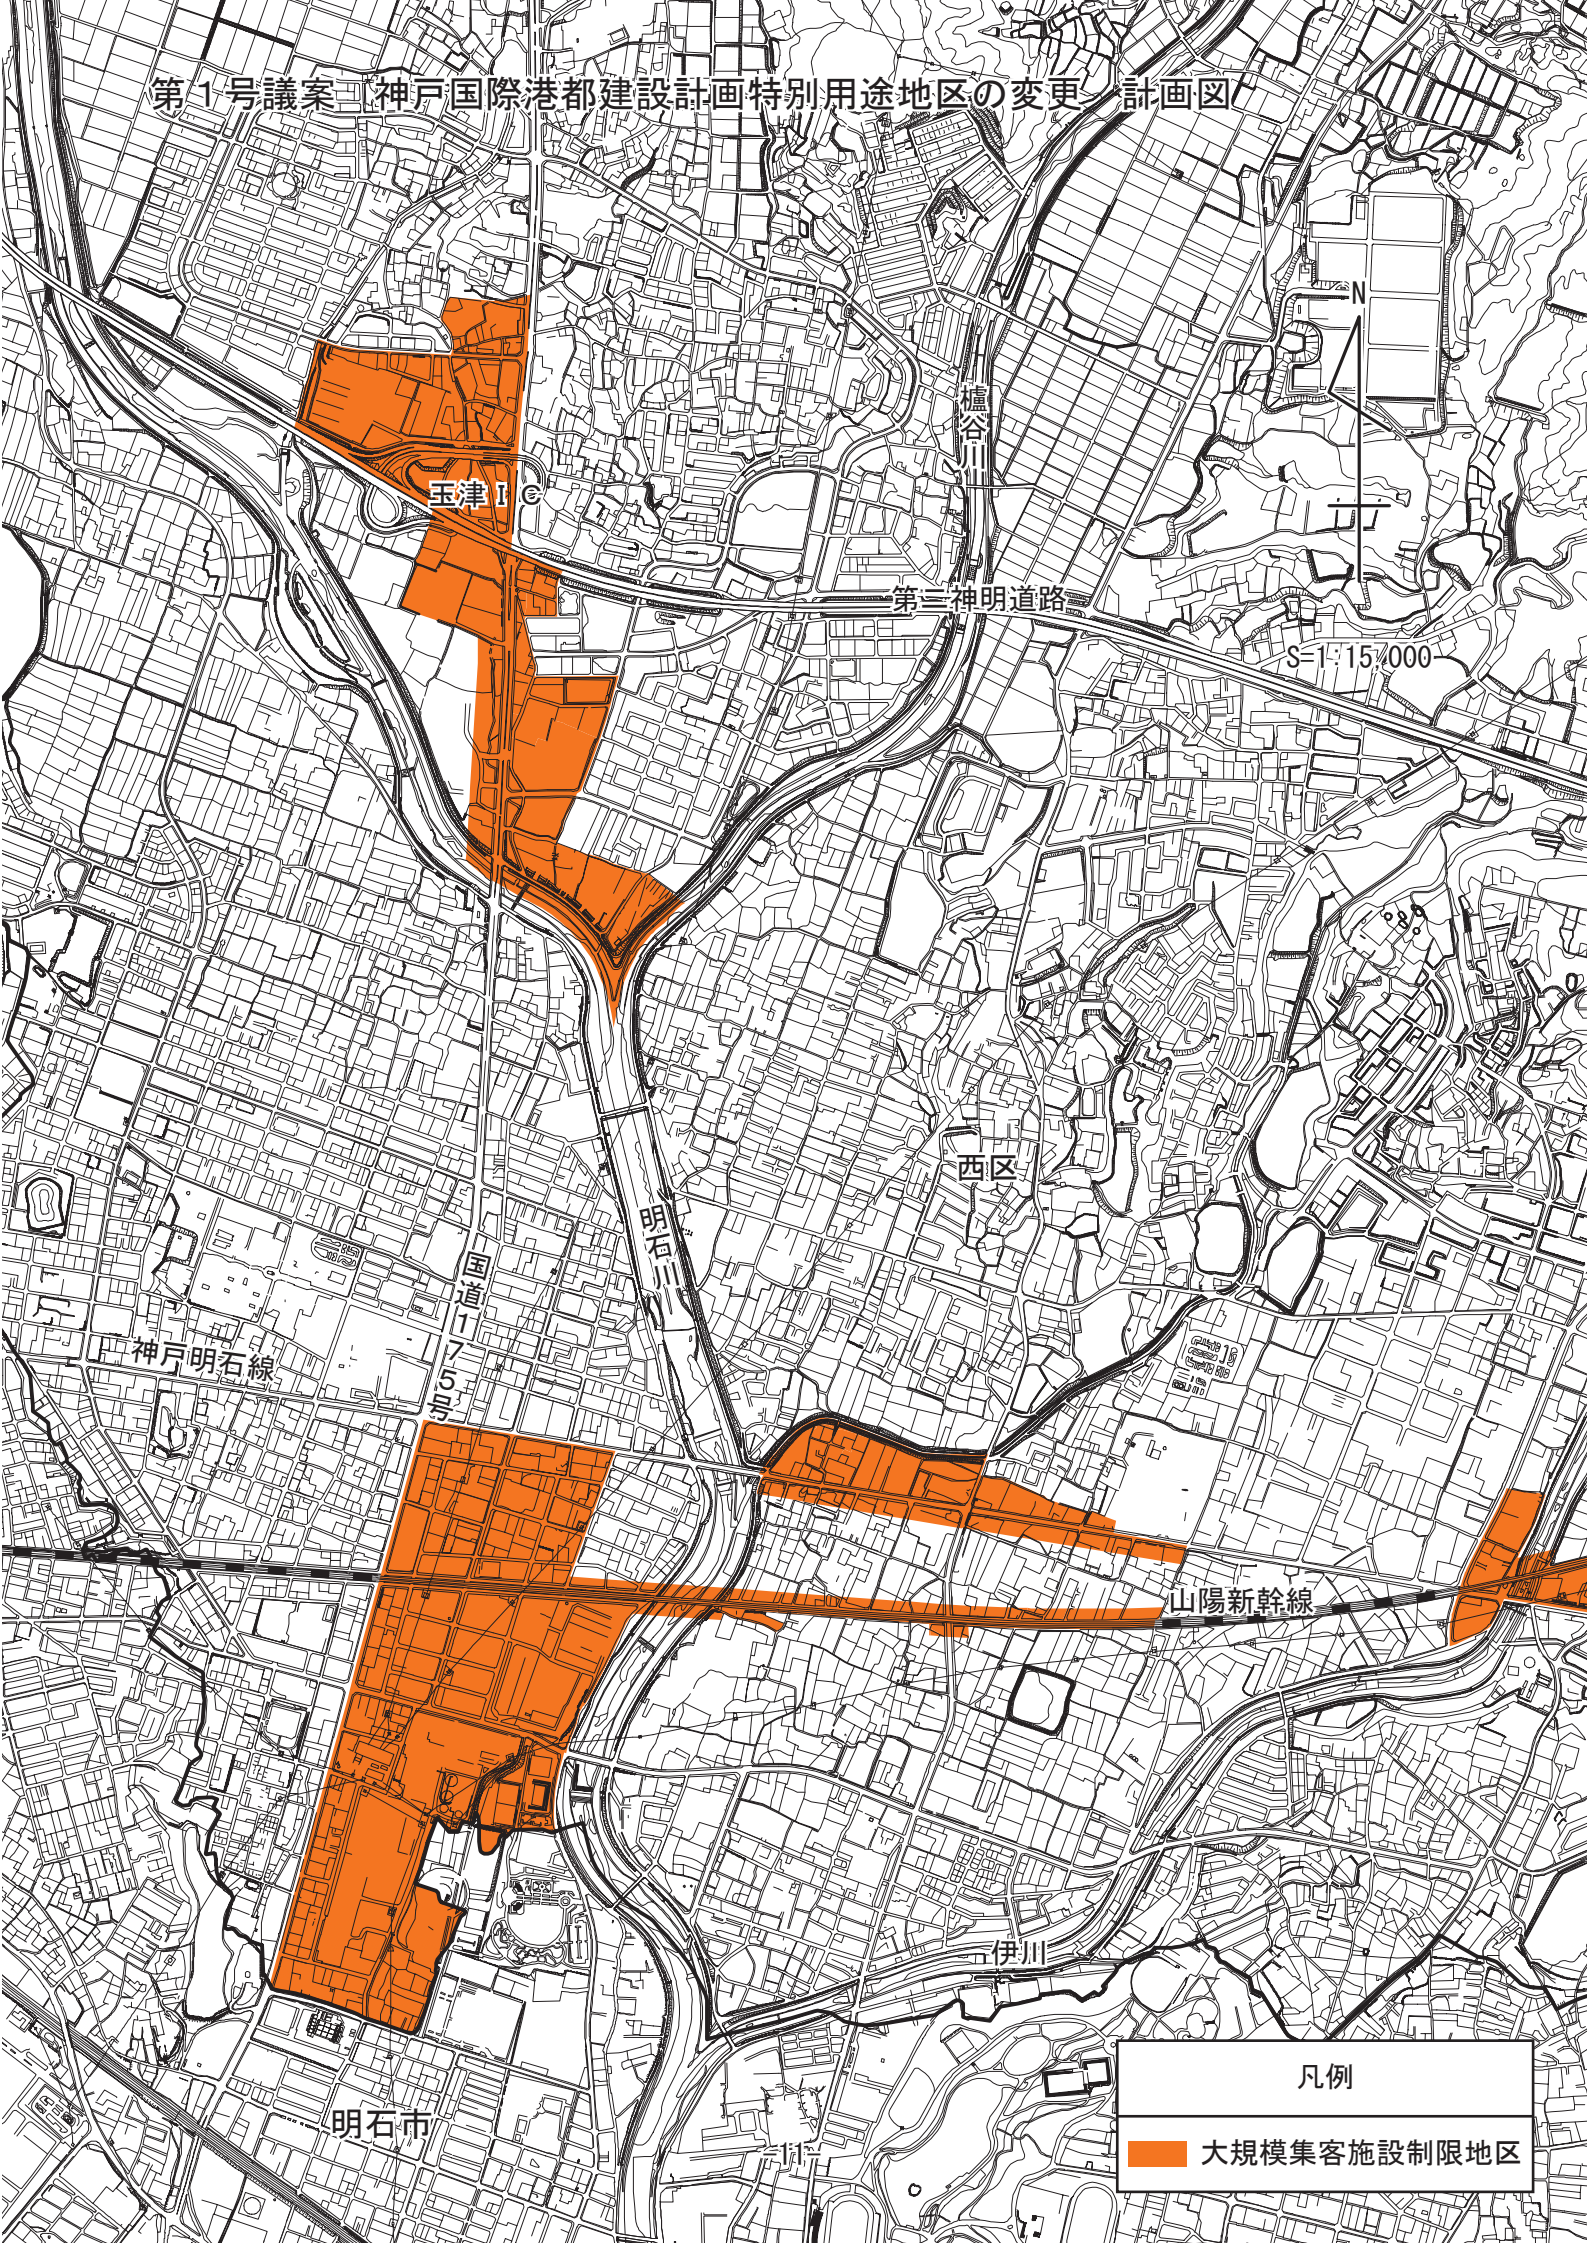 第１号議案 神戸国際港都建設計画特別用途地区の変更 計画図
N
櫨谷川
玉津ＩＣ
第二神明道路
S=1:15,000
西区
明石川
国道１７５号
神戸明石線
山陽新幹線
伊川
明石市
凡例
大規模集客施設制限地区
-11-